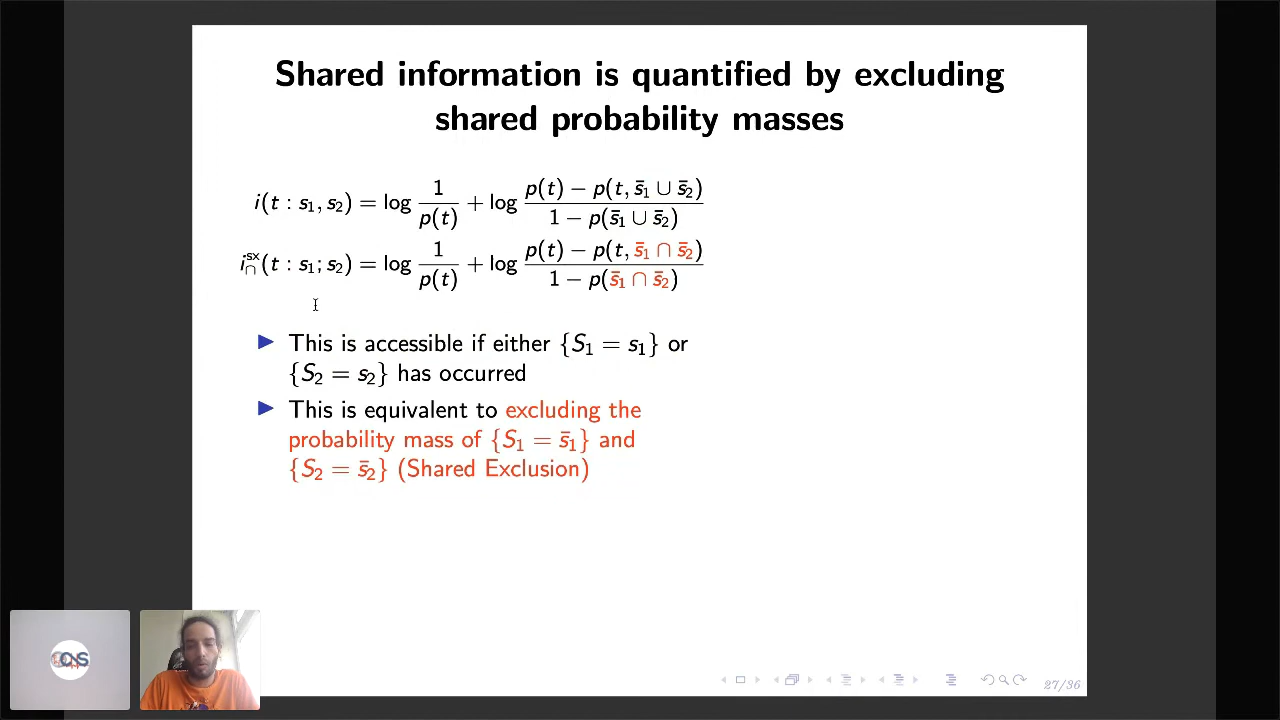 Shared information is quantified by excluding
shared probability masses
i(t : s₁, s₂) = log 1/p(t) + log (p(t) − p(t, s̄₁ ∪ s̄₂))/(1 − p(s̄₁ ∪ s̄₂))
i∩ˢˣ(t : s₁; s₂) = log 1/p(t) + log (p(t) − p(t, s̄₁ ∩ s̄₂))/(1 − p(s̄₁ ∩ s̄₂))
This is accessible if either {S₁ = s₁} or
{S₂ = s₂} has occurred
This is equivalent to excluding the
probability mass of {S₁ = s̄₁} and
{S₂ = s̄₂} (Shared Exclusion)
27/36